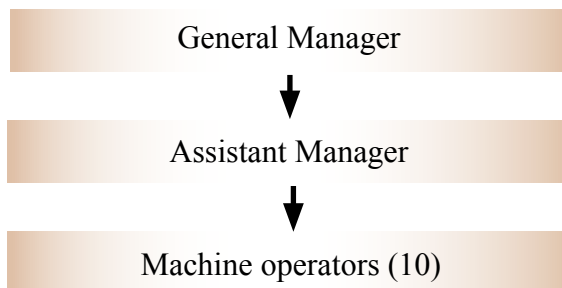 General Manager
Assistant Manager
Machine operators (10)